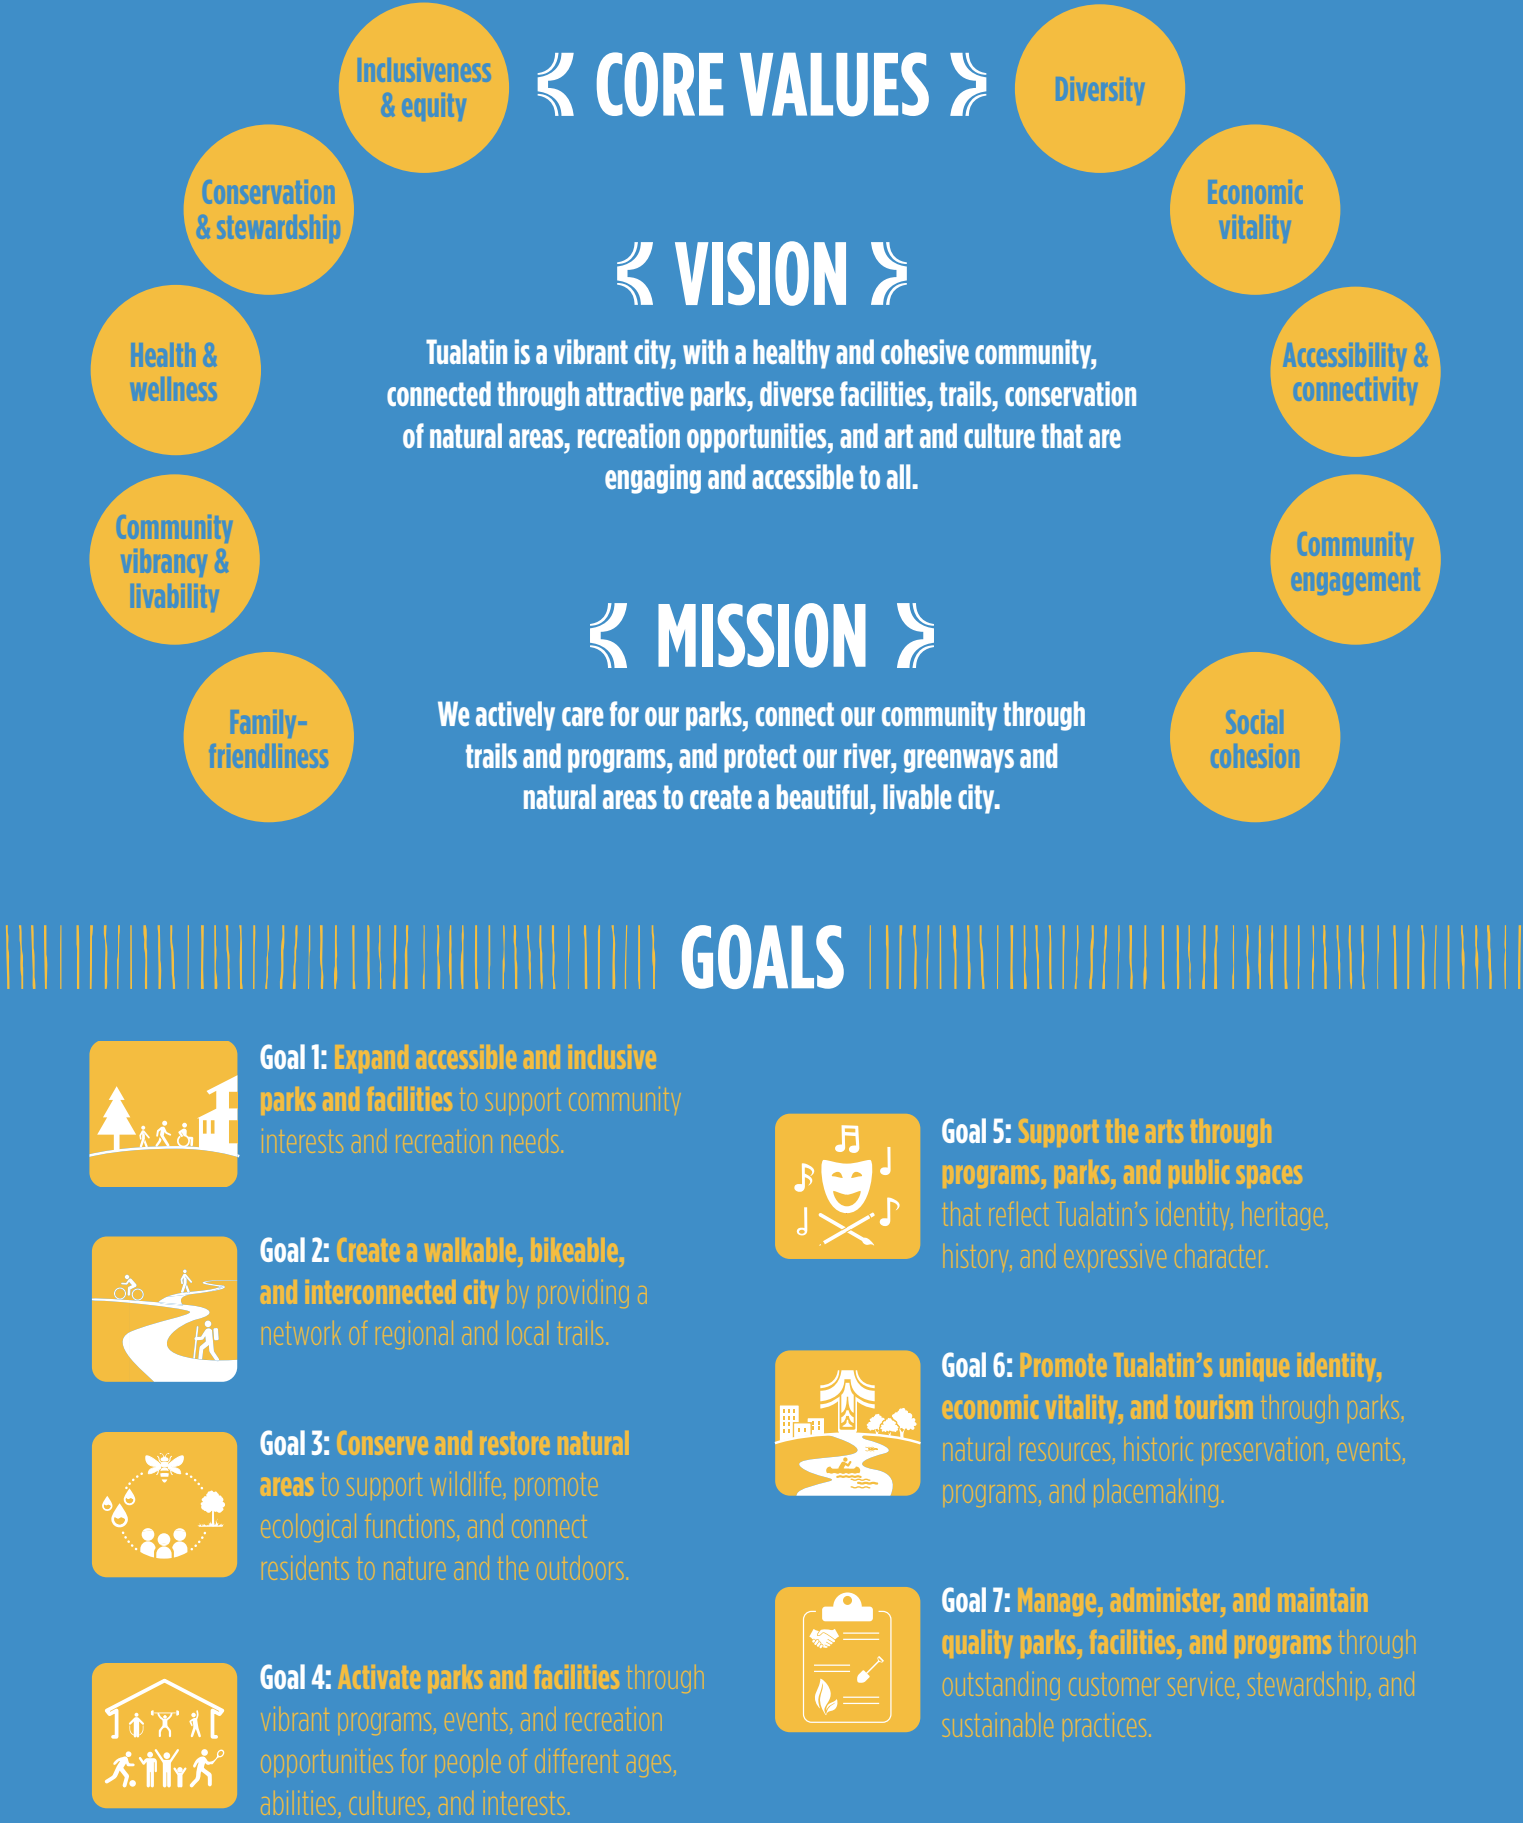 CORE VALUES
Inclusiveness
& equity
Conservation
& stewardship
Health &
wellness
Community
vibrancy &
livability
Family-
friendliness
Diversity
Economic
vitality
Accessibility &
connectivity
Community
engagement
Social
cohesion
VISION
Tualatin is a vibrant city, with a healthy and cohesive community,
connected through attractive parks, diverse facilities, trails, conservation
of natural areas, recreation opportunities, and art and culture that are
engaging and accessible to all.
MISSION
We actively care for our parks, connect our community through
trails and programs, and protect our river, greenways and
natural areas to create a beautiful, livable city.
GOALS
Goal 1: Expand accessible and inclusive
parks and facilities to support community
interests and recreation needs.
Goal 2: Create a walkable, bikeable,
and interconnected city by providing a
network of regional and local trails.
Goal 3: Conserve and restore natural
areas to support wildlife, promote
ecological functions, and connect
residents to nature and the outdoors.
Goal 4: Activate parks and facilities through
vibrant programs, events, and recreation
opportunities for people of different ages,
abilities, cultures, and interests.
Goal 5: Support the arts through
programs, parks, and public spaces
that reflect Tualatin’s identity, heritage,
history, and expressive character.
Goal 6: Promote Tualatin’s unique identity,
economic vitality, and tourism through parks,
natural resources, historic preservation, events,
programs, and placemaking.
Goal 7: Manage, administer, and maintain
quality parks, facilities, and programs through
outstanding customer service, stewardship, and
sustainable practices.